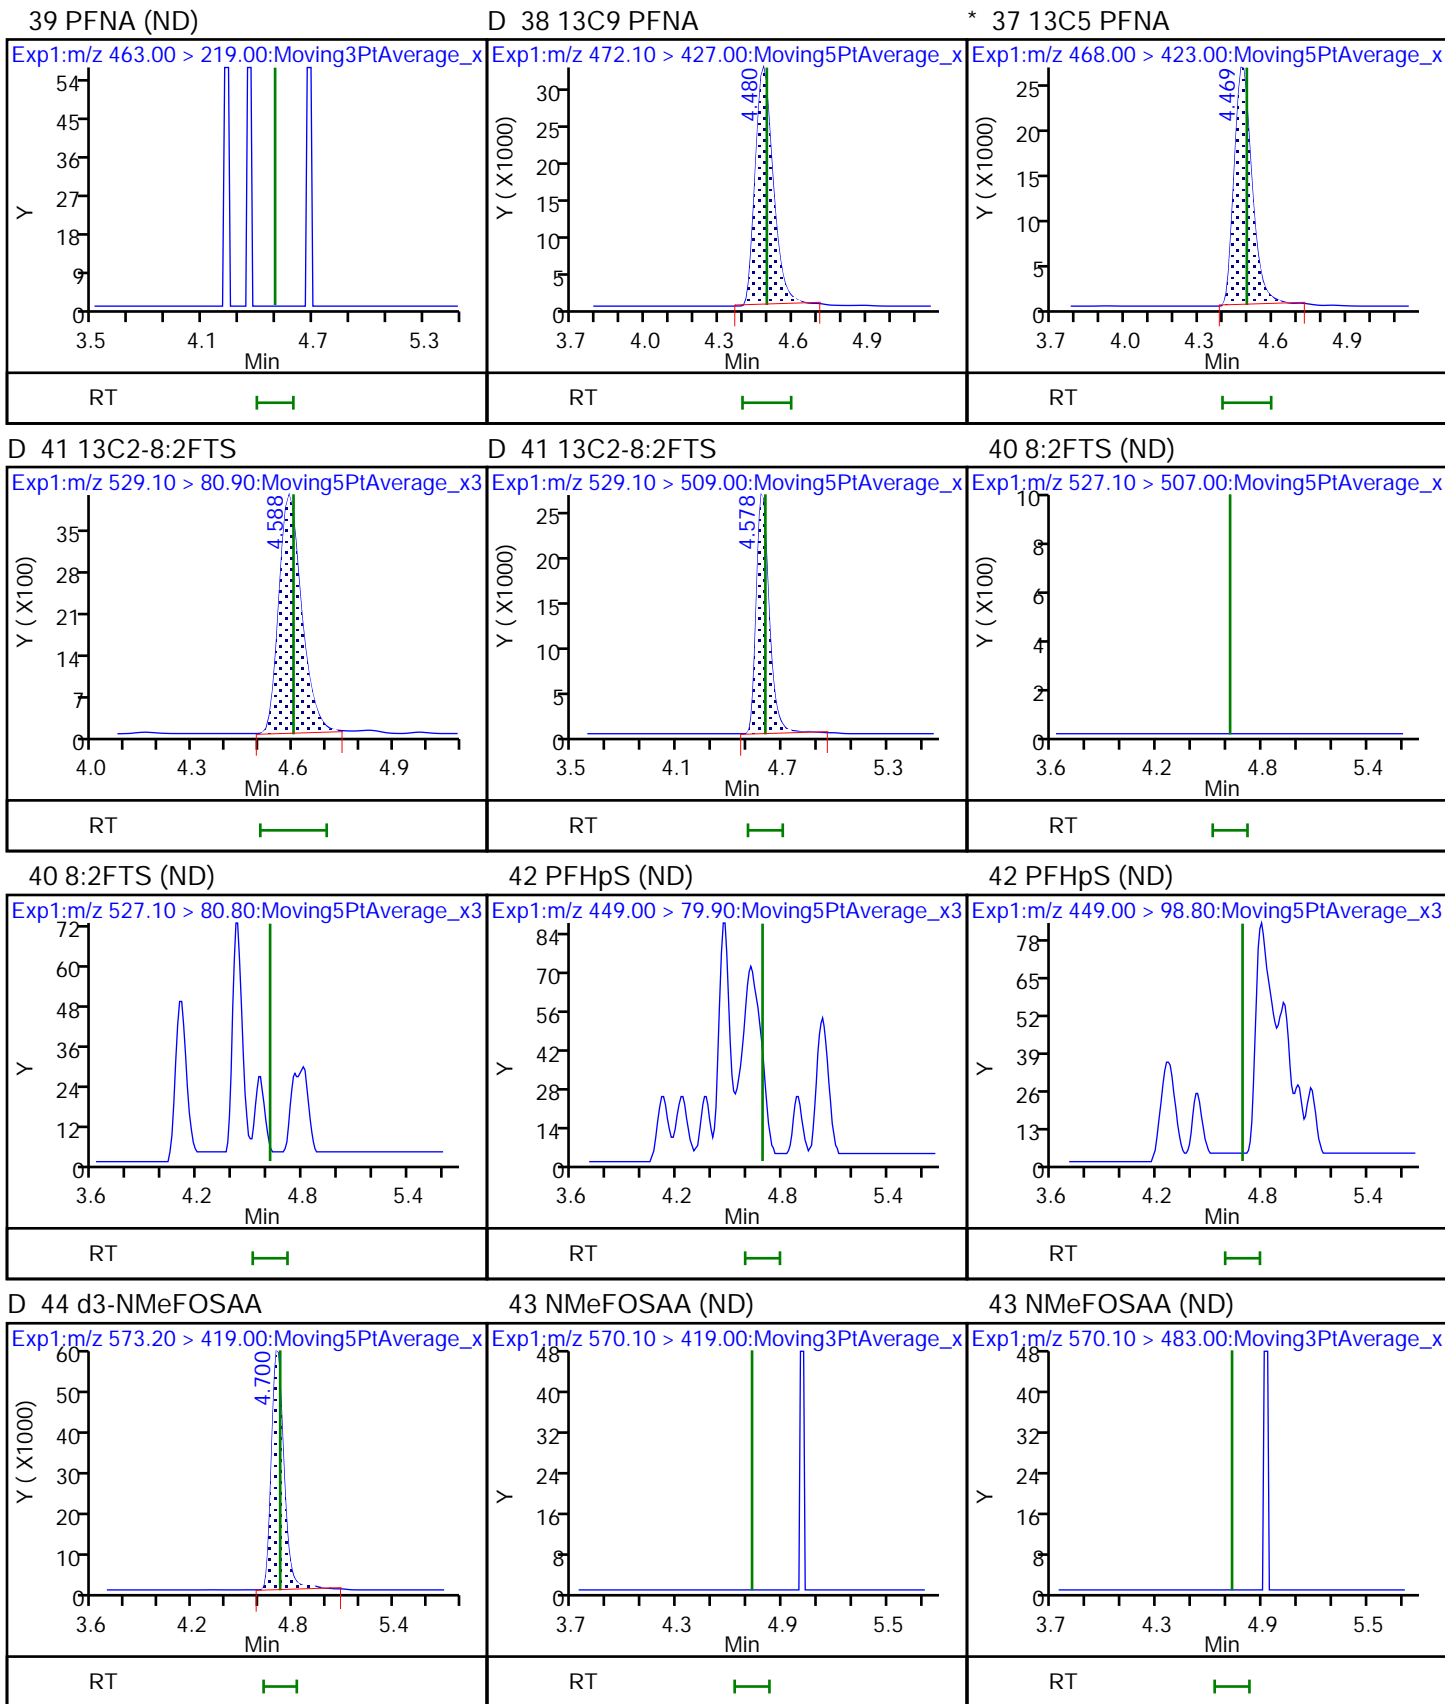 39 PFNA (ND)
D 38 13C9 PFNA
* 37 13C5 PFNA
Exp1:m/z 463.00 > 219.00:Moving3PtAverage_x
54
45
36
27
18
9
0
Y
3.5 4.1 4.7 5.3
Min
RT
Exp1:m/z 472.10 > 427.00:Moving5PtAverage_x
4.480
30
25
20
15
10
5
0
Y ( X1000)
3.7 4.0 4.3 4.6 4.9
Min
RT
Exp1:m/z 468.00 > 423.00:Moving5PtAverage_x
4.469
25
20
15
10
5
0
Y ( X1000)
3.7 4.0 4.3 4.6 4.9
Min
RT
D 41 13C2-8:2FTS
D 41 13C2-8:2FTS
40 8:2FTS (ND)
Exp1:m/z 529.10 > 80.90:Moving5PtAverage_x3
4.588
35
28
21
14
7
0
Y ( X100)
4.0 4.3 4.6 4.9
Min
RT
Exp1:m/z 529.10 > 509.00:Moving5PtAverage_x
4.578
25
20
15
10
5
0
Y ( X1000)
3.5 4.1 4.7 5.3
Min
RT
Exp1:m/z 527.10 > 507.00:Moving5PtAverage_x
10
8
6
4
2
0
Y ( X100)
3.6 4.2 4.8 5.4
Min
RT
40 8:2FTS (ND)
42 PFHpS (ND)
42 PFHpS (ND)
Exp1:m/z 527.10 > 80.80:Moving5PtAverage_x3
72
60
48
36
24
12
0
Y
3.6 4.2 4.8 5.4
Min
RT
Exp1:m/z 449.00 > 79.90:Moving5PtAverage_x3
84
70
56
42
28
14
0
Y
3.6 4.2 4.8 5.4
Min
RT
Exp1:m/z 449.00 > 98.80:Moving5PtAverage_x3
78
65
52
39
26
13
0
Y
3.6 4.2 4.8 5.4
Min
RT
D 44 d3-NMeFOSAA
43 NMeFOSAA (ND)
43 NMeFOSAA (ND)
Exp1:m/z 573.20 > 419.00:Moving5PtAverage_x
4.700
60
50
40
30
20
10
0
Y ( X1000)
3.6 4.2 4.8 5.4
Min
RT
Exp1:m/z 570.10 > 419.00:Moving3PtAverage_x
48
40
32
24
16
8
0
Y
3.7 4.3 4.9 5.5
Min
RT
Exp1:m/z 570.10 > 483.00:Moving3PtAverage_x
48
40
32
24
16
8
0
Y
3.7 4.3 4.9 5.5
Min
RT